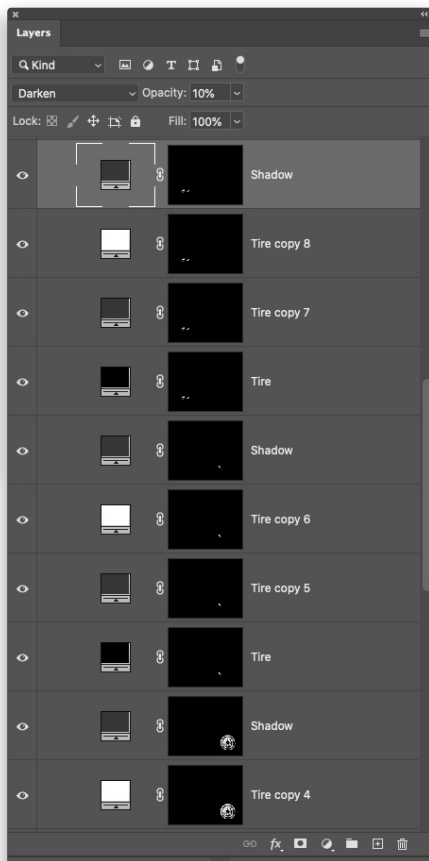 Layers
Kind
Darken Opacity: 10%
Lock: Fill: 100%
Shadow
Tire copy 8
Tire copy 7
Tire
Shadow
Tire copy 6
Tire copy 5
Tire
Shadow
Tire copy 4
fx